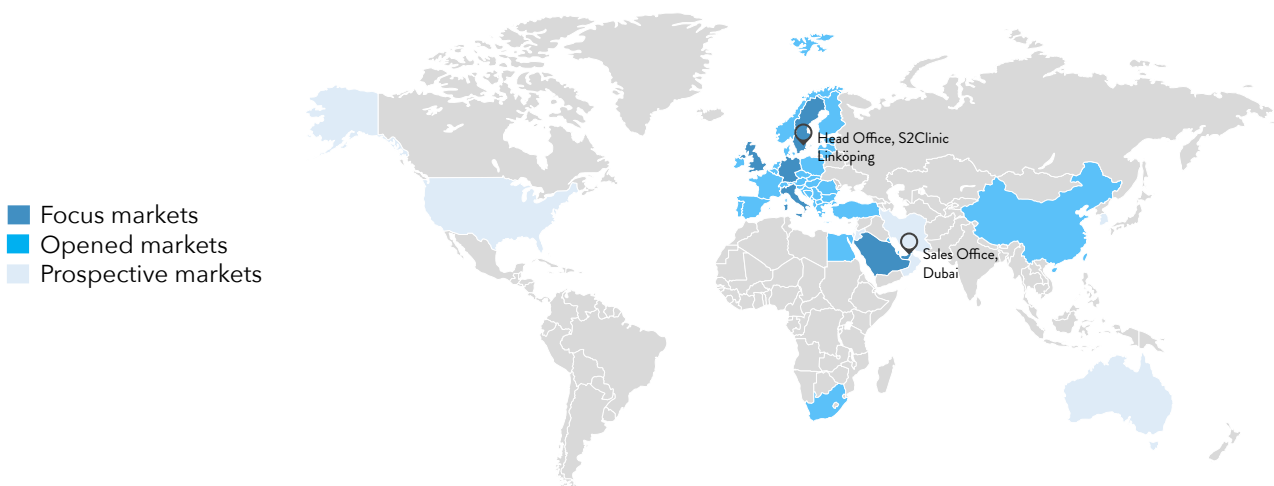 Head Office, S2Clinic
Linköping
Focus markets
Opened markets
Prospective markets
Sales Office,
Dubai